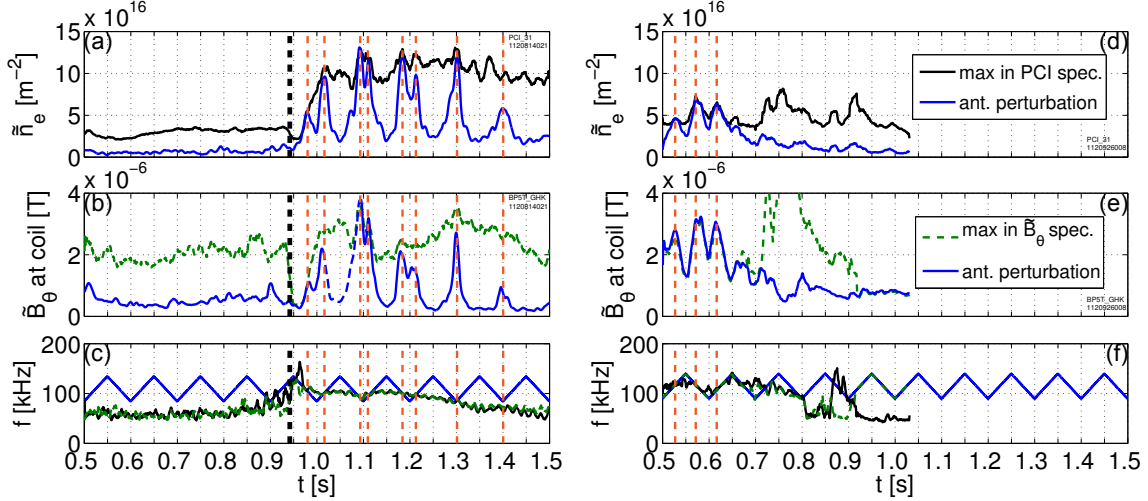 x 10^16
(a)
PCI_31
1120814021
15
10
5
0
ñe [m^-2]
x 10^-6
(b)
BP5T_GHK
1120814021
4
2
0
B̃θ at coil [T]
(c)
200
100
0
f [kHz]
0.5 0.6 0.7 0.8 0.9 1.0 1.1 1.2 1.3 1.4 1.5
t [s]
x 10^16
(d)
max in PCI spec.
ant. perturbation
PCI_31
1120926008
15
10
5
0
ñe [m^-2]
x 10^-6
(e)
max in B̃θ spec.
ant. perturbation
BP5T_GHK
1120926008
4
2
0
B̃θ at coil [T]
(f)
200
100
0
f [kHz]
0.5 0.6 0.7 0.8 0.9 1.0 1.1 1.2 1.3 1.4 1.5
t [s]